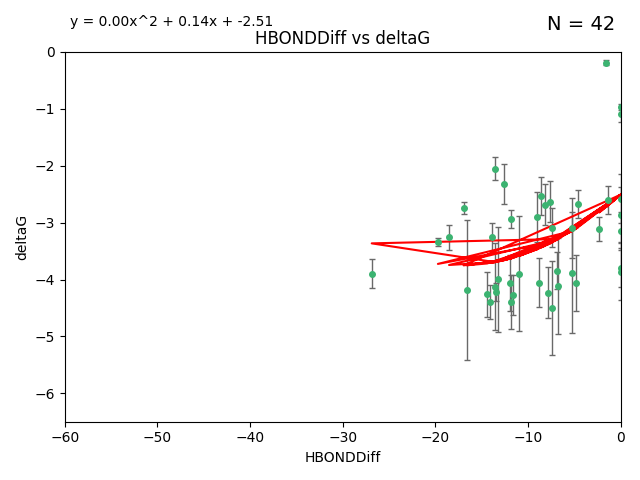 y = 0.00x^2 + 0.14x + -2.51
N = 42
HBONDDiff vs deltaG
0
−1
−2
−3
−4
−5
−6
deltaG
−60
−50
−40
−30
−20
−10
0
HBONDDiff